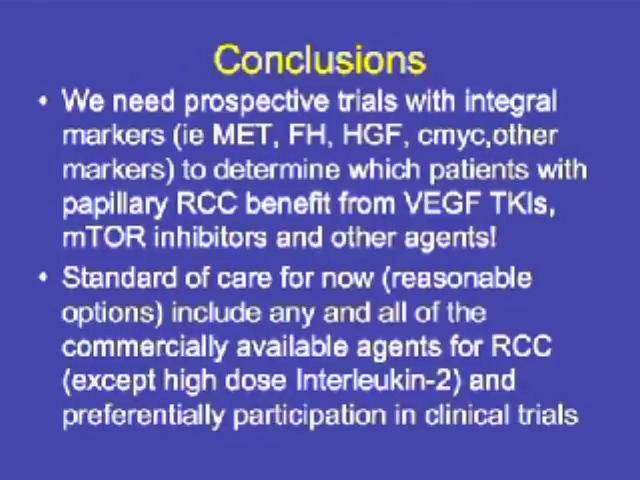 Conclusions
• We need prospective trials with integral
markers (ie MET, FH, HGF, cmyc,other
markers) to determine which patients with
papillary RCC benefit from VEGF TKIs,
mTOR inhibitors and other agents!
• Standard of care for now (reasonable
options) include any and all of the
commercially available agents for RCC
(except high dose Interleukin-2) and
preferentially participation in clinical trials